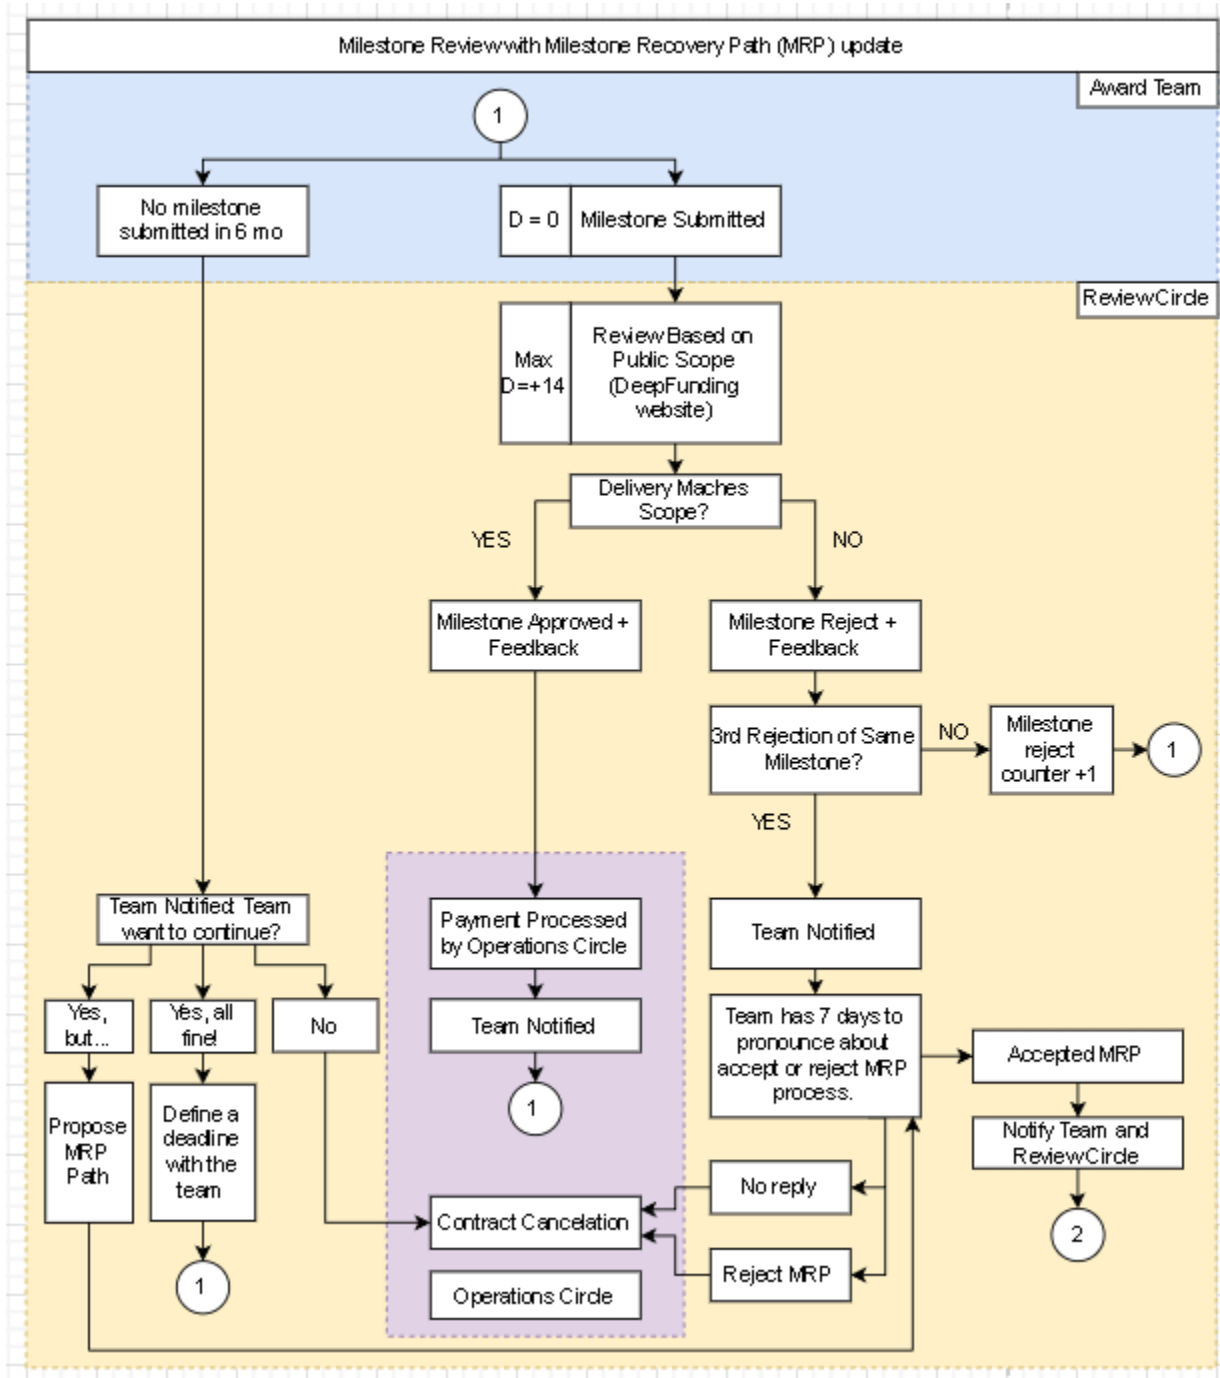 Milestone Review with Milestone Recovery Path (MRP) update
Award Team
1
No milestone
submitted in 6 mo
D = 0
Milestone Submitted
Review Circle
Max
D=+14
Review Based on
Public Scope
(DeepFunding
website)
Delivery Maches
Scope?
YES
NO
Milestone Approved +
Feedback
Milestone Reject +
Feedback
3rd Rejection of Same
Milestone?
NO
Milestone
reject
counter +1
1
YES
Team Notified: Team
want to continue?
Payment Processed
by Operations Circle
Team Notified
Yes,
but...
Yes, all
fine!
No
Team Notified
Team has 7 days to
pronounce about
accept or reject MRP
process.
Accepted MRP
Propose
MRP
Path
Define a
deadline
with the
team
1
Notify Team and
Review Circle
No reply
Contract Cancelation
2
Reject MRP
1
Operations Circle